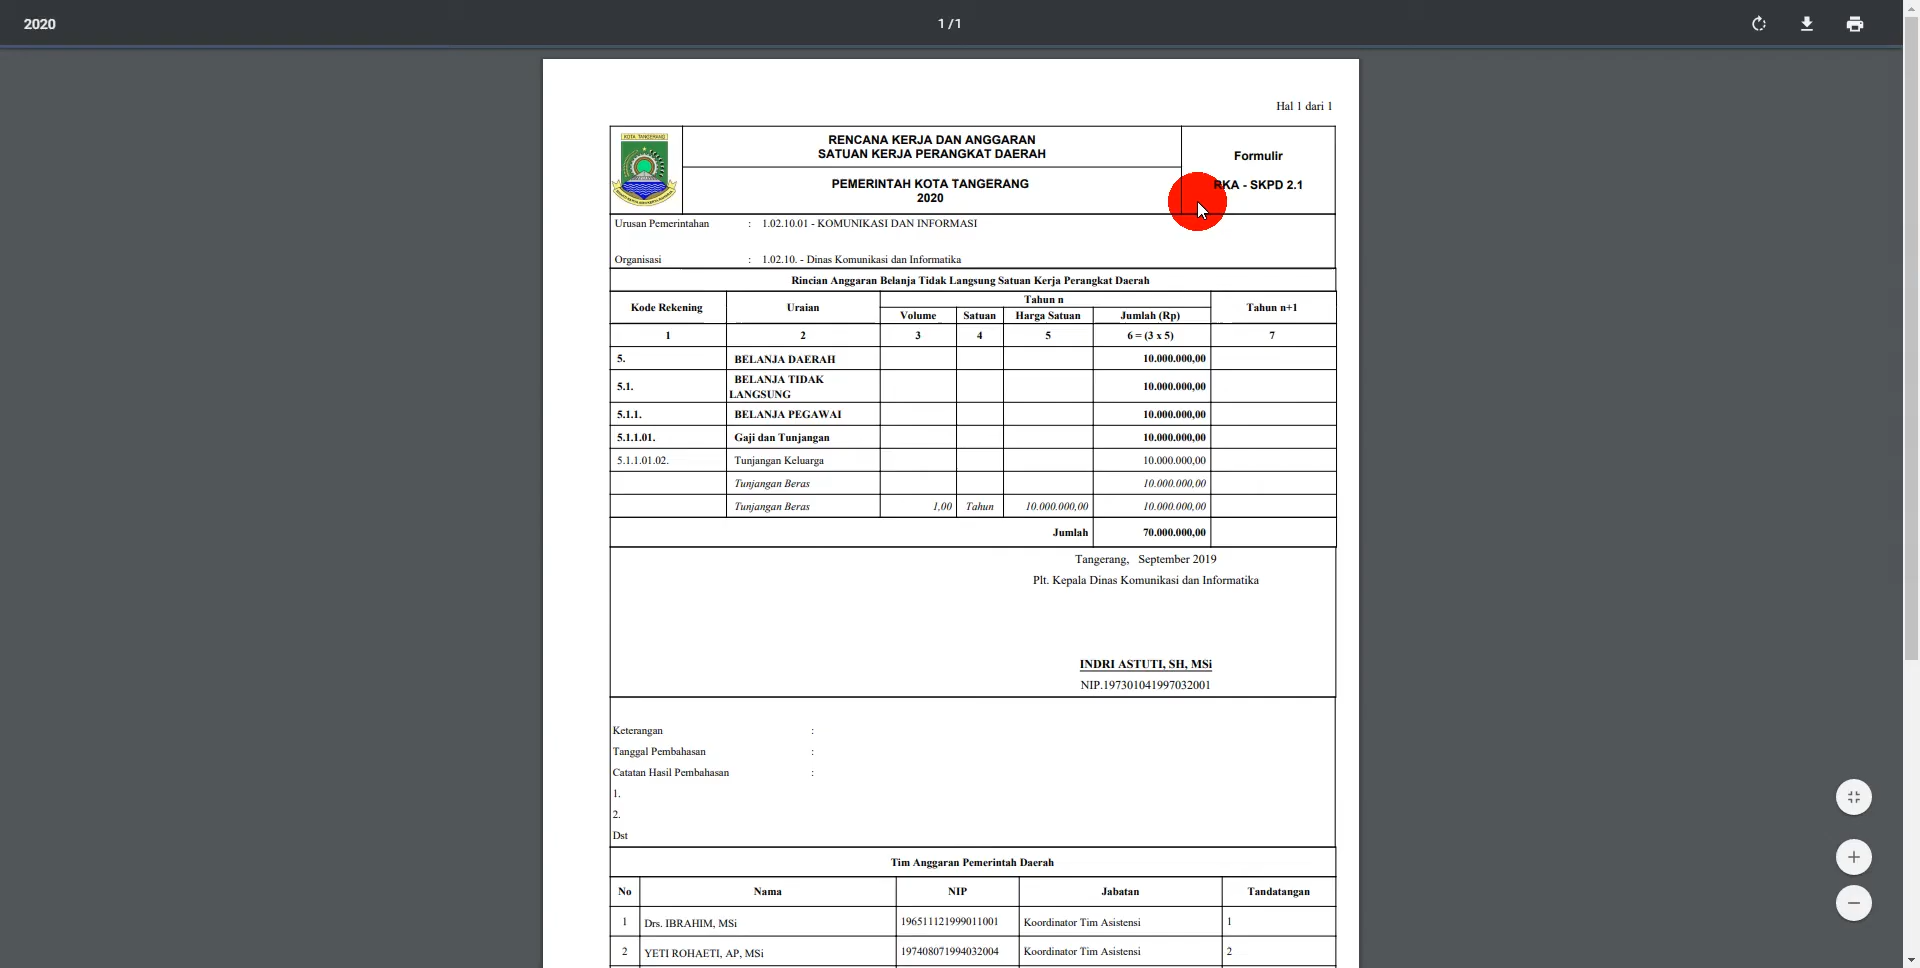 2020
1 / 1
Hal 1 dari 1
KOTA TANGERANG
RENCANA KERJA DAN ANGGARAN
SATUAN KERJA PERANGKAT DAERAH
PEMERINTAH KOTA TANGERANG
2020
Formulir
RKA - SKPD 2.1
Urusan Pemerintahan : 1.02.10.01 - KOMUNIKASI DAN INFORMASI
Organisasi : 1.02.10. - Dinas Komunikasi dan Informatika
Rincian Anggaran Belanja Tidak Langsung Satuan Kerja Perangkat Daerah
Kode Rekening Uraian Tahun n Tahun n+1
Volume Satuan Harga Satuan Jumlah (Rp)
1 2 3 4 5 6 = (3 x 5) 7
5. BELANJA DAERAH 10.000.000,00
5.1. BELANJA TIDAK LANGSUNG 10.000.000,00
5.1.1. BELANJA PEGAWAI 10.000.000,00
5.1.1.01. Gaji dan Tunjangan 10.000.000,00
5.1.1.01.02. Tunjangan Keluarga 10.000.000,00
Tunjangan Beras 10.000.000,00
Tunjangan Beras 1,00 Tahun 10.000.000,00 10.000.000,00
Jumlah 70.000.000,00
Tangerang, September 2019
Plt. Kepala Dinas Komunikasi dan Informatika
INDRI ASTUTI, SH, MSi
NIP.197301041997032001
Keterangan :
Tanggal Pembahasan :
Catatan Hasil Pembahasan :
1.
2.
Dst
Tim Anggaran Pemerintah Daerah
No Nama NIP Jabatan Tandatangan
1 Drs. IBRAHIM, MSi 196511121999011001 Koordinator Tim Asistensi 1
2 YETI ROHAETI, AP, MSi 197408071994032004 Koordinator Tim Asistensi 2